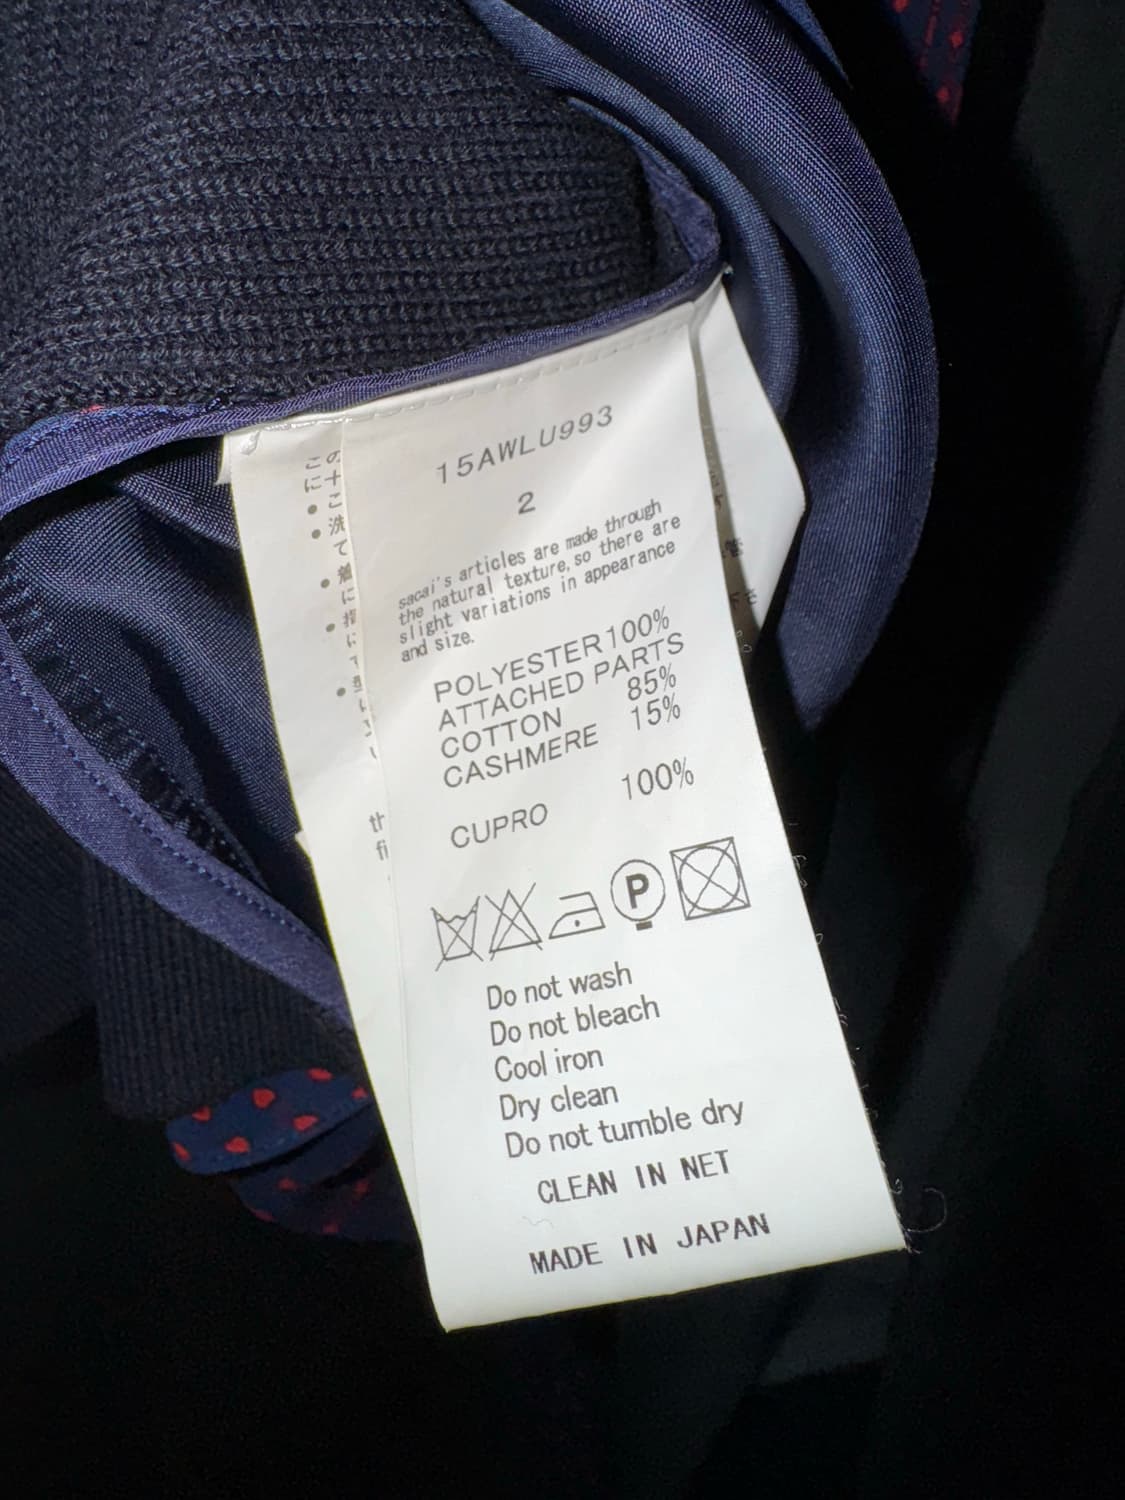 15AWLU993
2
sacai's articles are made through
the natural texture, so there are
slight variations in appearance
and size.
POLYESTER 100%
ATTACHED PARTS
COTTON 85%
CASHMERE 15%
100%
CUPRO
P
Do not wash
Do not bleach
Cool iron
Dry clean
Do not tumble dry
CLEAN IN NET
MADE IN JAPAN